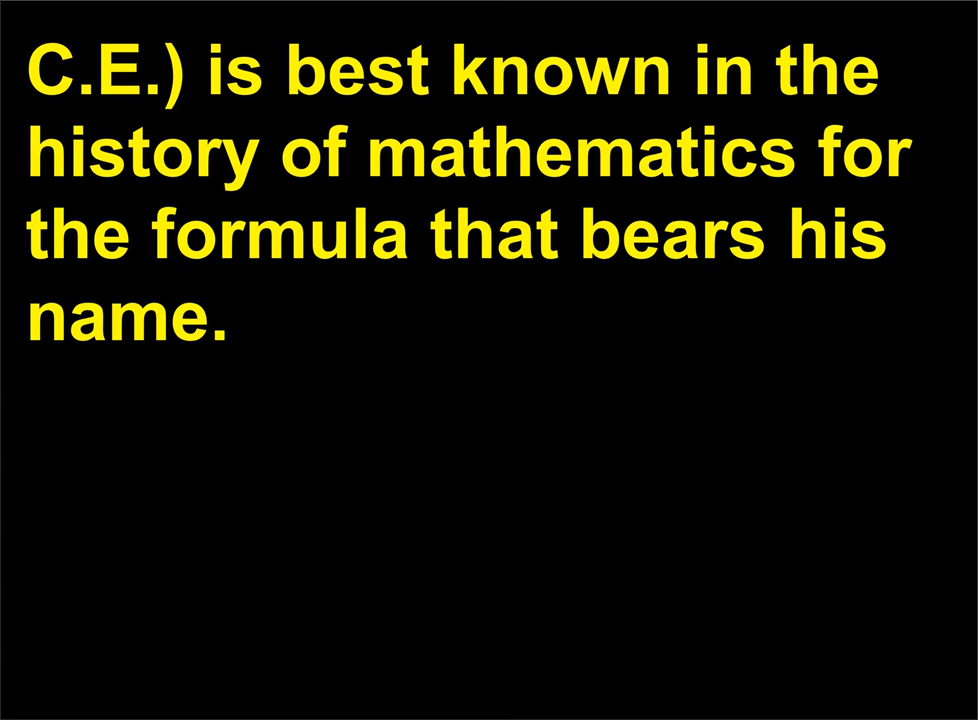 C.E.) is best known in the
history of mathematics for
the formula that bears his
name.